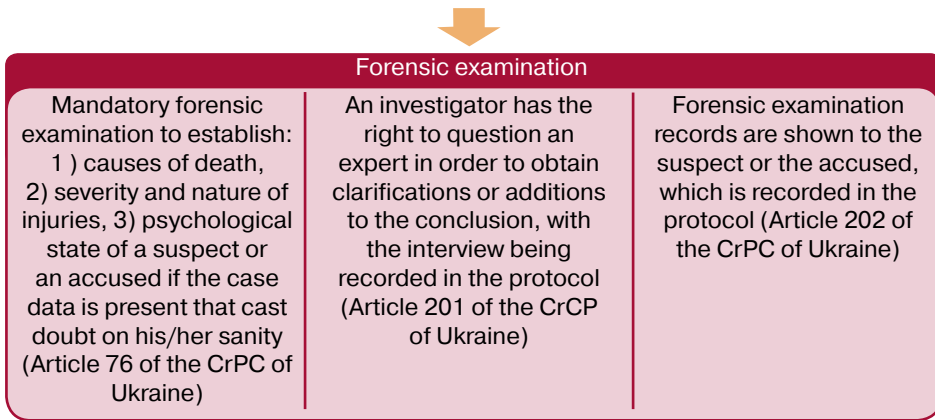 Forensic examination
Mandatory forensic
examination to establish:
1 ) causes of death,
2) severity and nature of
injuries, 3) psychological
state of a suspect or
an accused if the case
data is present that cast
doubt on his/her sanity
(Article 76 of the CrPC of
Ukraine)
An investigator has the
right to question an
expert in order to obtain
clarifications or additions
to the conclusion, with
the interview being
recorded in the protocol
(Article 201 of the CrCP
of Ukraine)
Forensic examination
records are shown to the
suspect or the accused,
which is recorded in the
protocol (Article 202 of
the CrPC of Ukraine)